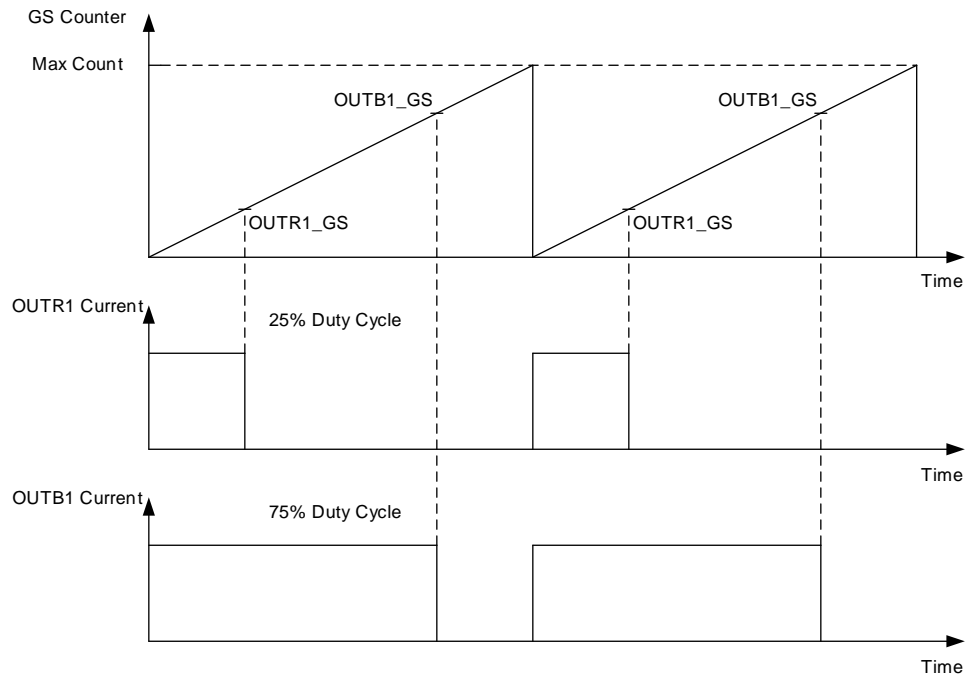 GS Counter
Max Count
OUTB1_GS
OUTB1_GS
OUTR1_GS
OUTR1_GS
Time
OUTR1 Current
25% Duty Cycle
Time
OUTB1 Current
75% Duty Cycle
Time